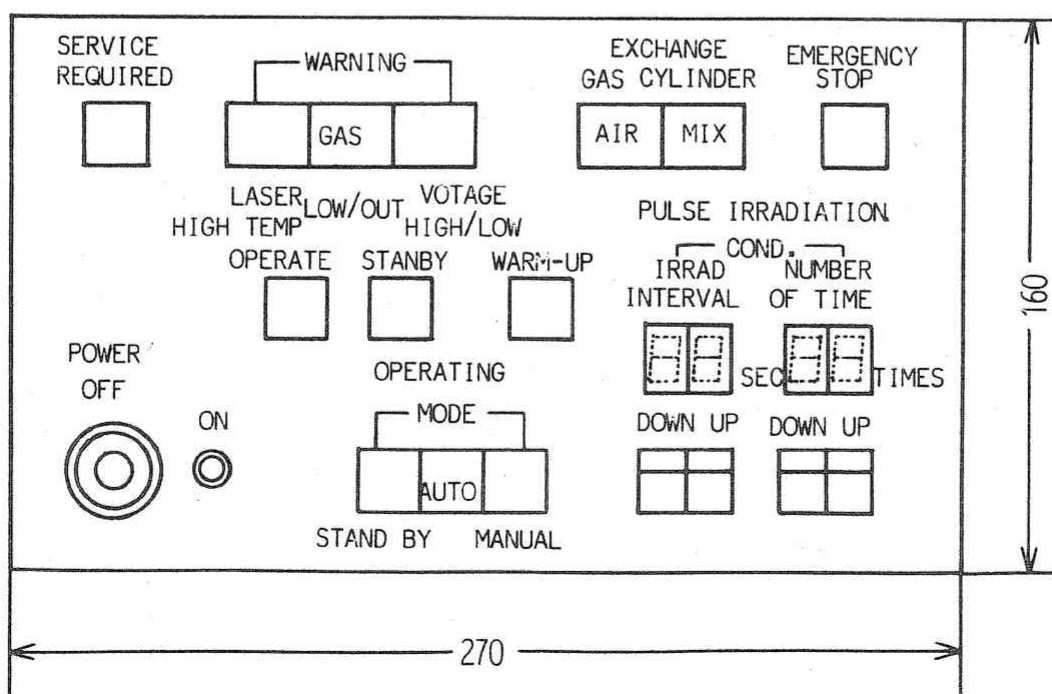 SERVICE
REQUIRED
WARNING
GAS
LASER
HIGH TEMP
LOW/OUT
VOTAGE
HIGH/LOW
EXCHANGE
GAS CYLINDER
AIR MIX
EMERGENCY
STOP
OPERATE STANBY WARM-UP
PULSE IRRADIATION
COND.
IRRAD
INTERVAL
NUMBER
OF TIME
88 SEC 88 TIMES
DOWN UP DOWN UP
POWER
OFF
ON
OPERATING
MODE
AUTO
STAND BY MANUAL
160
270